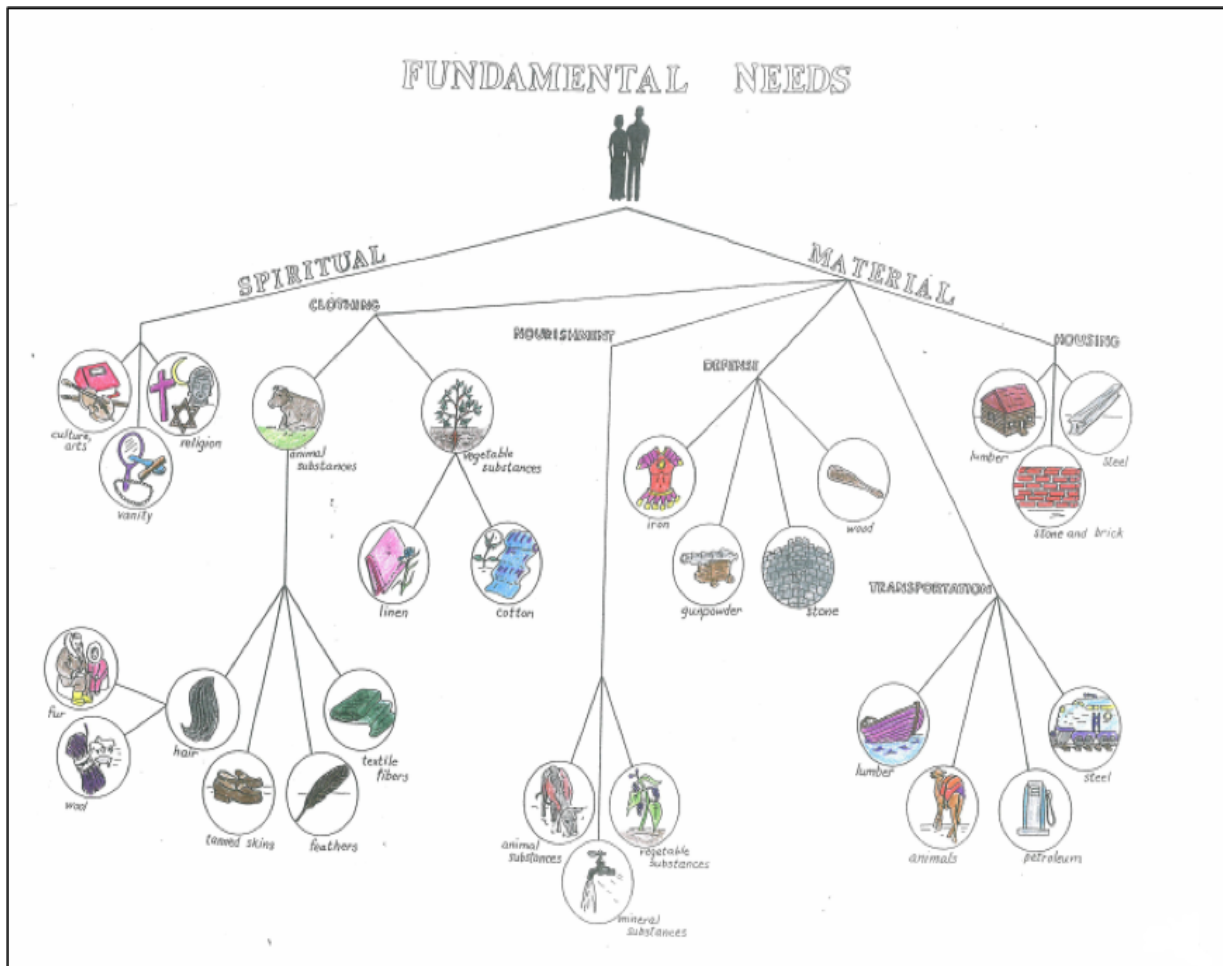 FUNDAMENTAL NEEDS
SPIRITUAL
MATERIAL
CLOTHING
NOURISHMENT
DEFENSE
HOUSING
culture,
arts
religion
vanity
animal
substances
vegetable
substances
iron
wood
lumber
steel
stone and brick
linen
cotton
gunpowder
stone
TRANSPORTATION
fur
hair
textile
fibers
wool
tanned skins
feathers
animal
substances
vegetable
substances
mineral
substances
lumber
steel
animals
petroleum